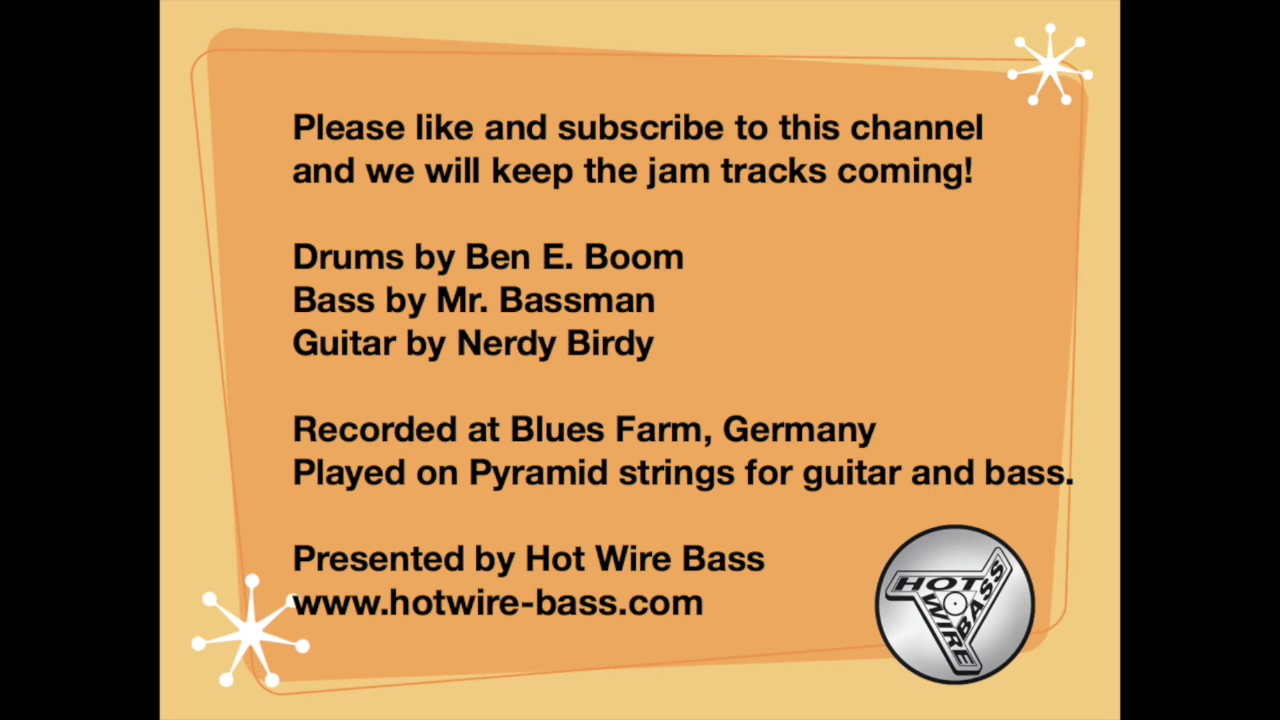 Please like and subscribe to this channel
and we will keep the jam tracks coming!
Drums by Ben E. Boom
Bass by Mr. Bassman
Guitar by Nerdy Birdy
Recorded at Blues Farm, Germany
Played on Pyramid strings for guitar and bass.
Presented by Hot Wire Bass
www.hotwire-bass.com
HOT
WIRE
BASS